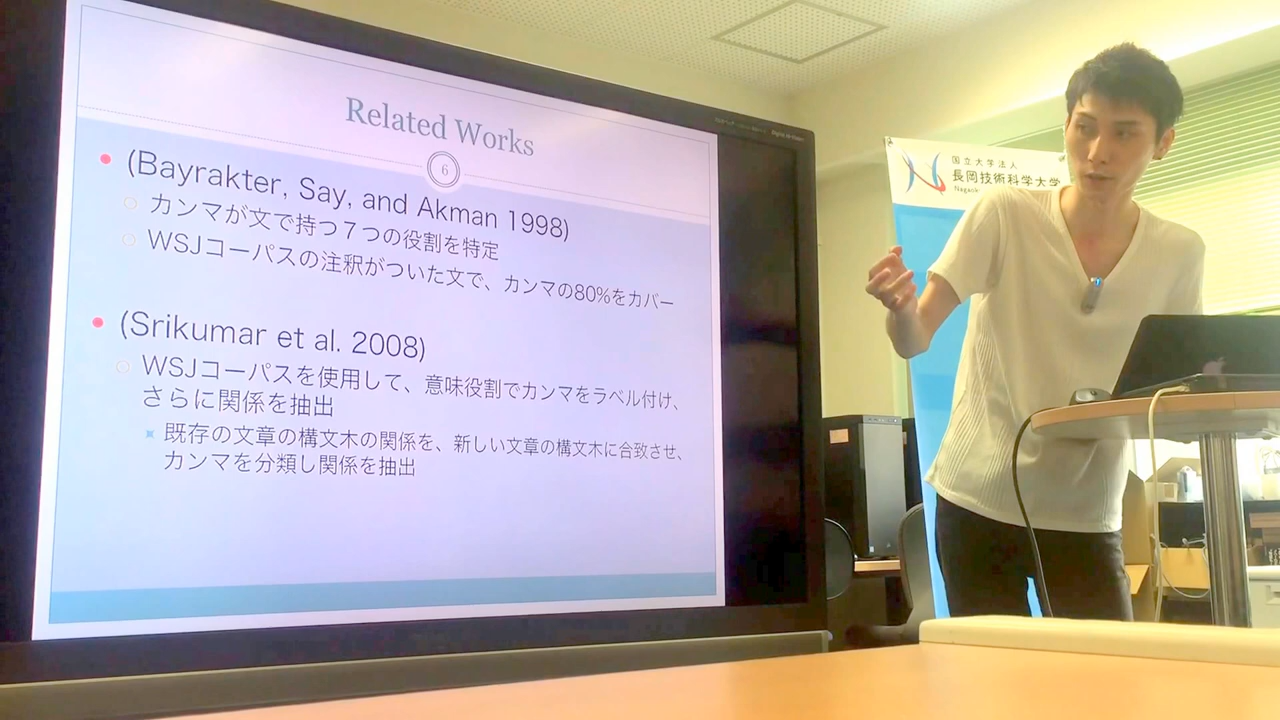 Related Works
6
(Bayrakter, Say, and Akman 1998)
カンマが文で持つ７つの役割を特定
WSJコーパスの注釈がついた文で、カンマの80%をカバー
(Srikumar et al. 2008)
WSJコーパスを使用して、意味役割でカンマをラベル付け、
さらに関係を抽出
既存の文章の構文木の関係を、新しい文章の構文木に合致させ、
カンマを分類し関係を抽出
国立大学法人
長岡技術科学大学